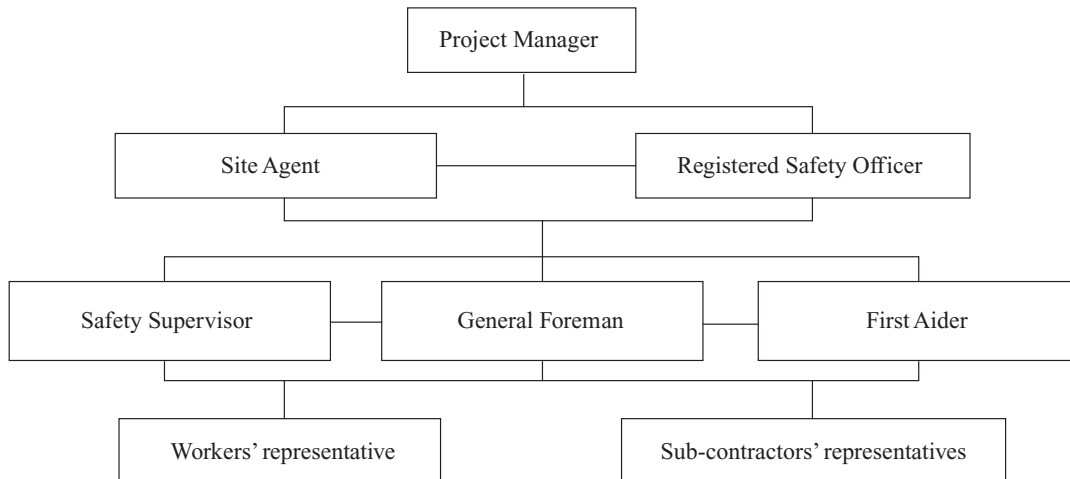 Project Manager
Site Agent
Registered Safety Officer
Safety Supervisor
General Foreman
First Aider
Workers’ representative
Sub-contractors’ representatives